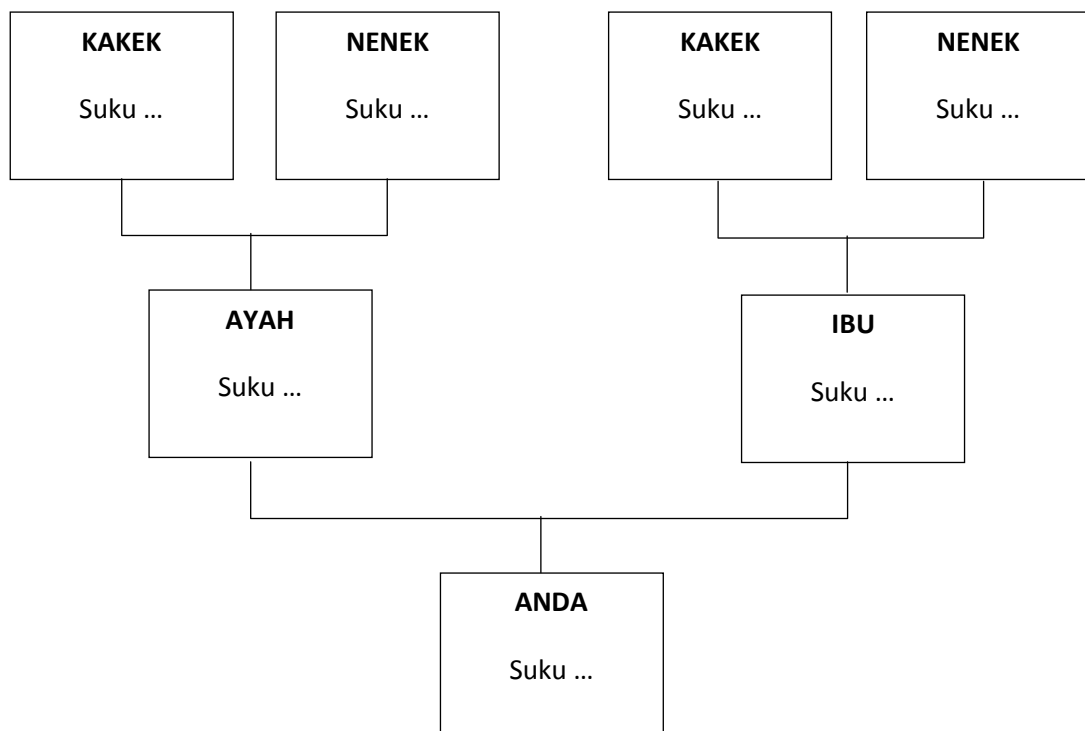 KAKEK
Suku …
NENEK
Suku …
KAKEK
Suku …
NENEK
Suku …
AYAH
Suku …
IBU
Suku …
ANDA
Suku …